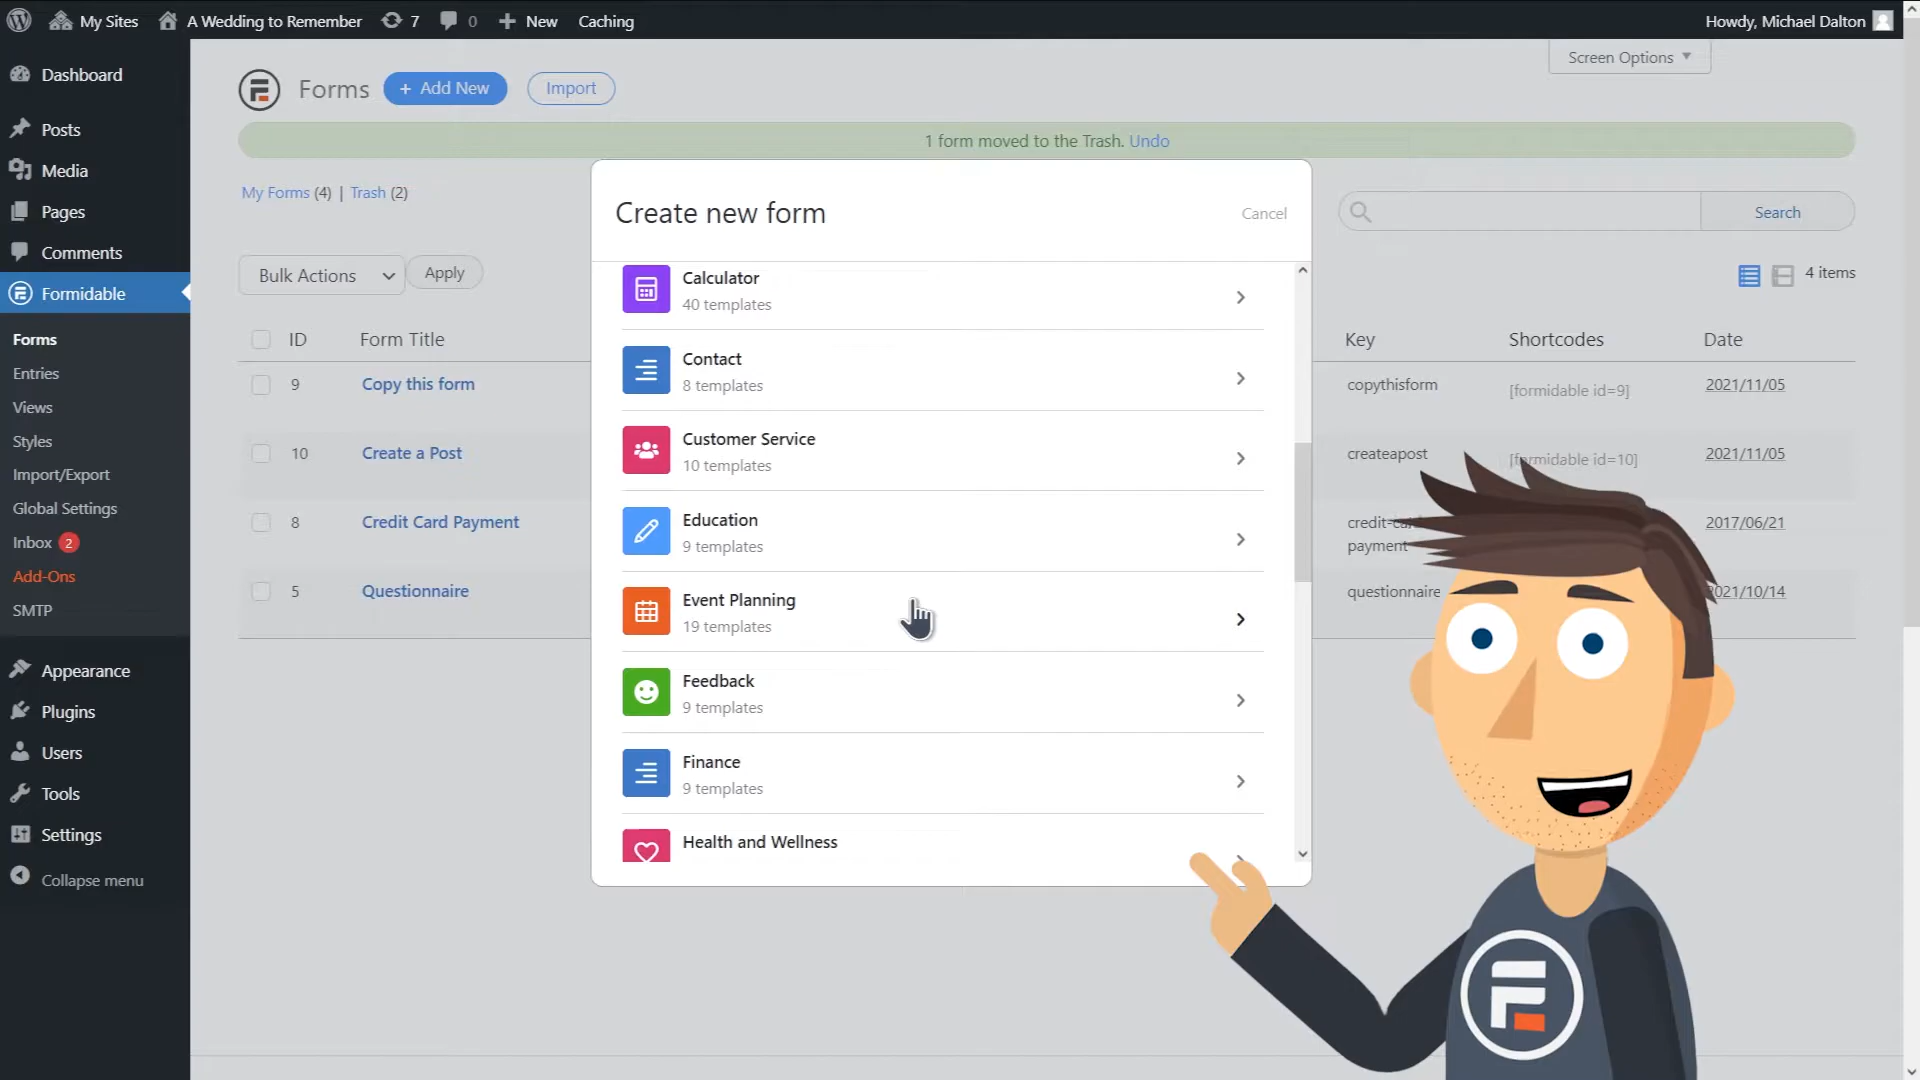 My Sites
A Wedding to Remember
7
0
New
Caching
Howdy, Michael Dalton
Dashboard
Posts
Media
Pages
Comments
Formidable
Forms
Entries
Views
Styles
Import/Export
Global Settings
Inbox 2
Add-Ons
SMTP
Appearance
Plugins
Users
Tools
Settings
Collapse menu
Screen Options
Forms
+ Add New
Import
1 form moved to the Trash. Undo
My Forms (4) | Trash (2)
Search
Bulk Actions
Apply
4 items
ID
Form Title
Key
Shortcodes
Date
9
Copy this form
copythisform
[formidable id=9]
2021/11/05
10
Create a Post
createapost
[formidable id=10]
2021/11/05
8
Credit Card Payment
payment
2017/06/21
5
Questionnaire
questionnaire
2021/10/14
Create new form
Cancel
Calculator
40 templates
Contact
8 templates
Customer Service
10 templates
Education
9 templates
Event Planning
19 templates
Feedback
9 templates
Finance
9 templates
Health and Wellness